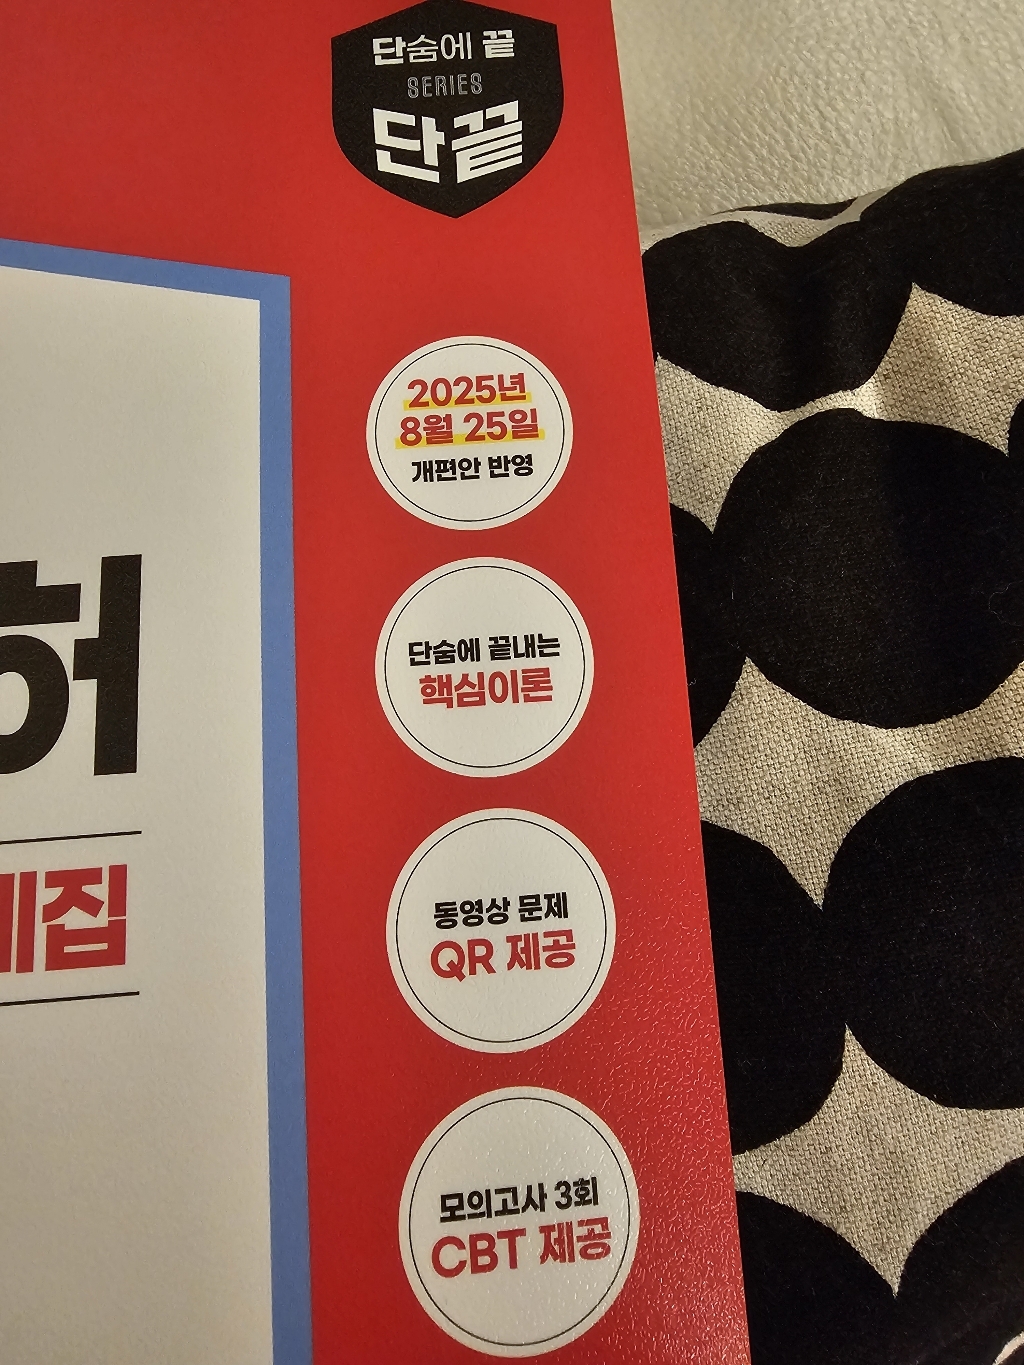 단숨에 끝
SERIES
단끝
2025년
8월 25일
개편안 반영
허
단숨에 끝내는
핵심이론
집
동영상 문제
QR 제공
모의고사 3회
CBT 제공